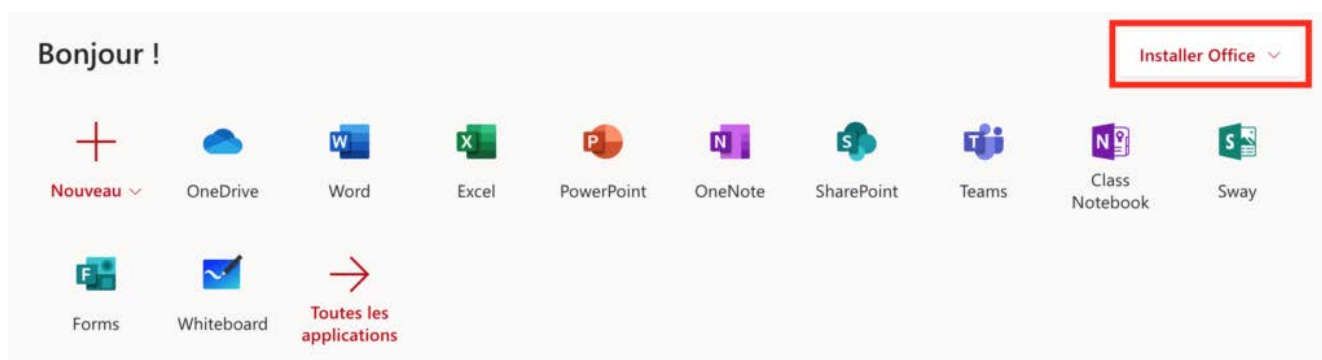 Bonjour !
Installer Office
Nouveau
OneDrive
Word
Excel
PowerPoint
OneNote
SharePoint
Teams
Class
Notebook
Sway
Forms
Whiteboard
Toutes les
applications